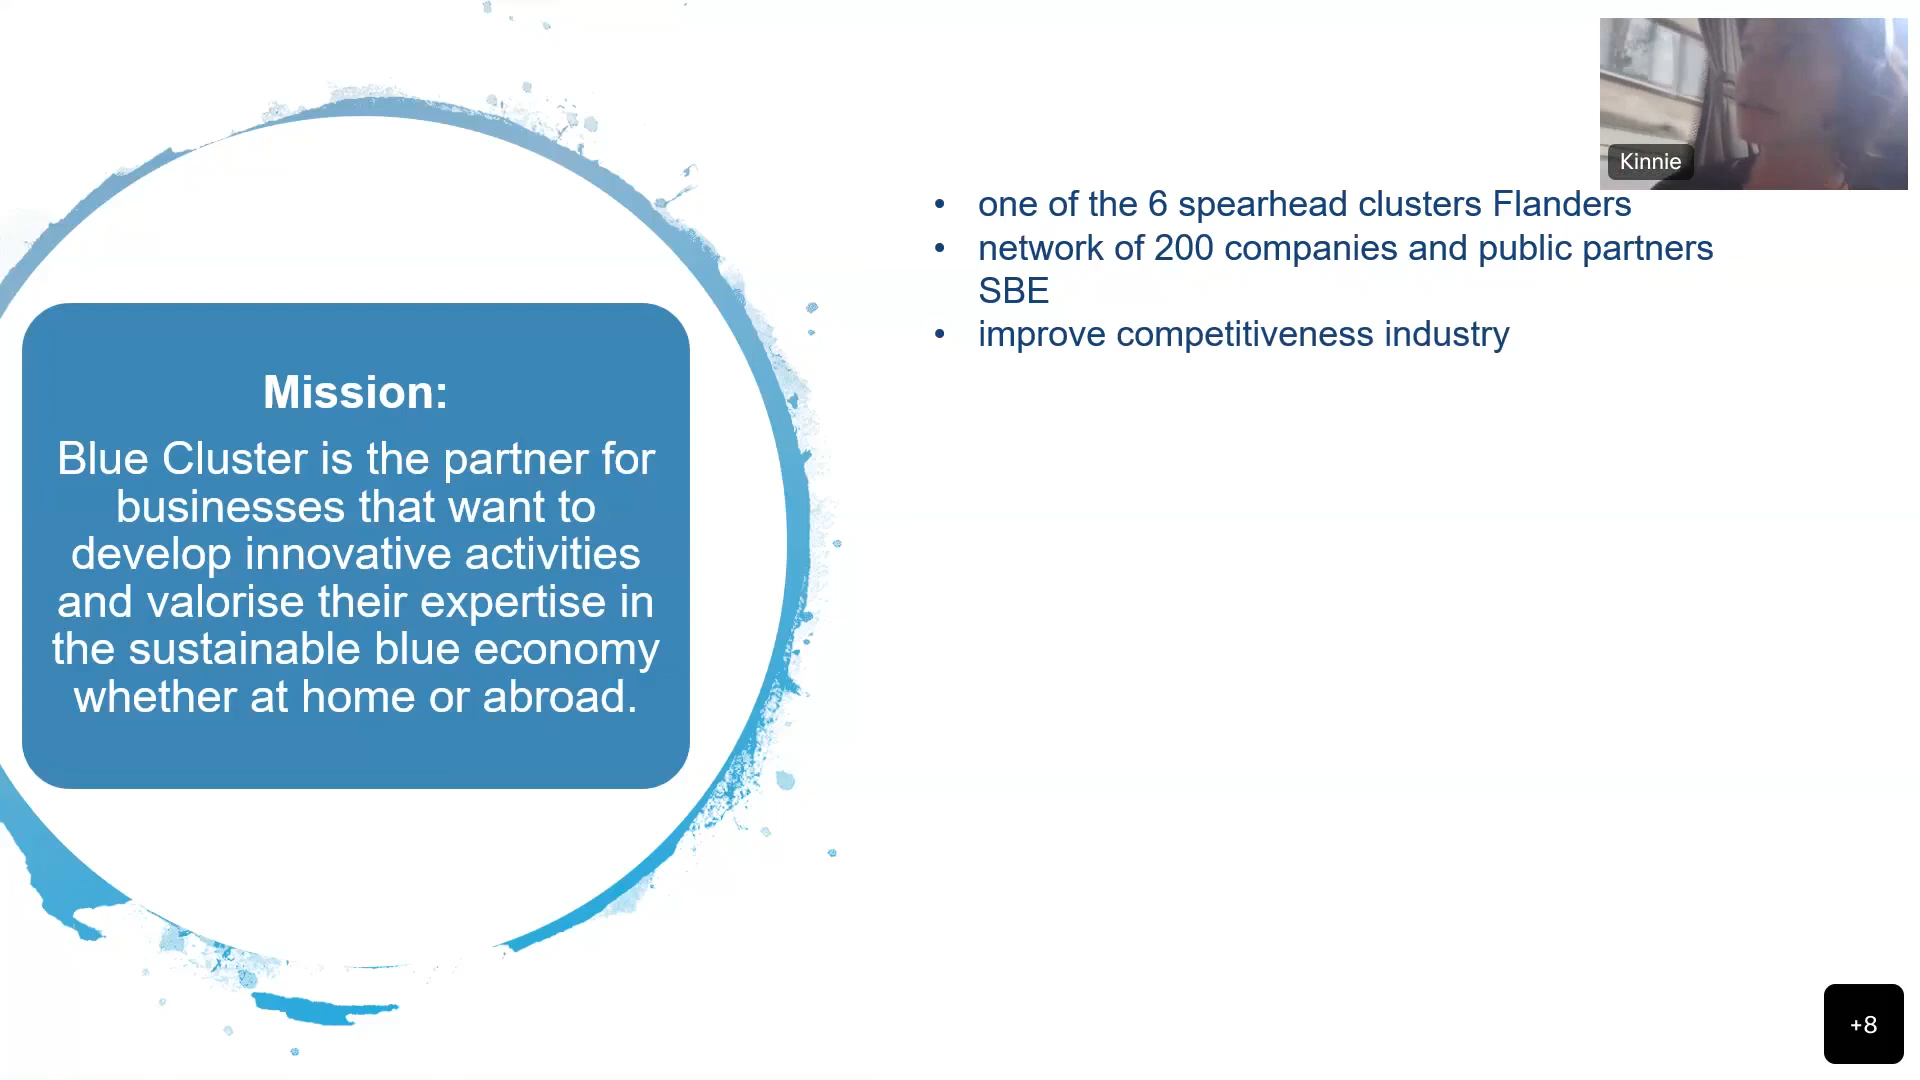 Kinnie
• one of the 6 spearhead clusters Flanders
• network of 200 companies and public partners
SBE
• improve competitiveness industry
Mission:
Blue Cluster is the partner for
businesses that want to
develop innovative activities
and valorise their expertise in
the sustainable blue economy
whether at home or abroad.
+8